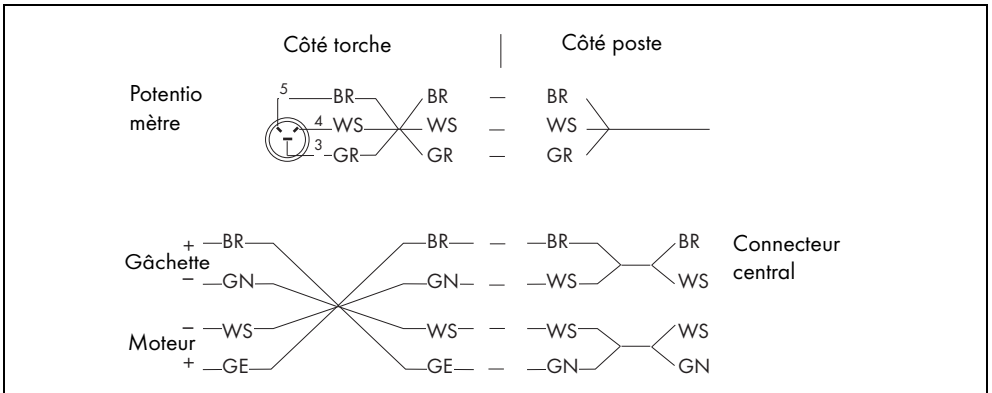 Côté torche | Côté poste
Potentio
mètre
5 BR BR – BR
4 WS WS – WS
3 GR GR – GR
+ BR BR – BR BR
Gâchette
– GN GN – WS WS
Connecteur
central
– WS WS – WS WS
Moteur
+ GE GE – GN GN